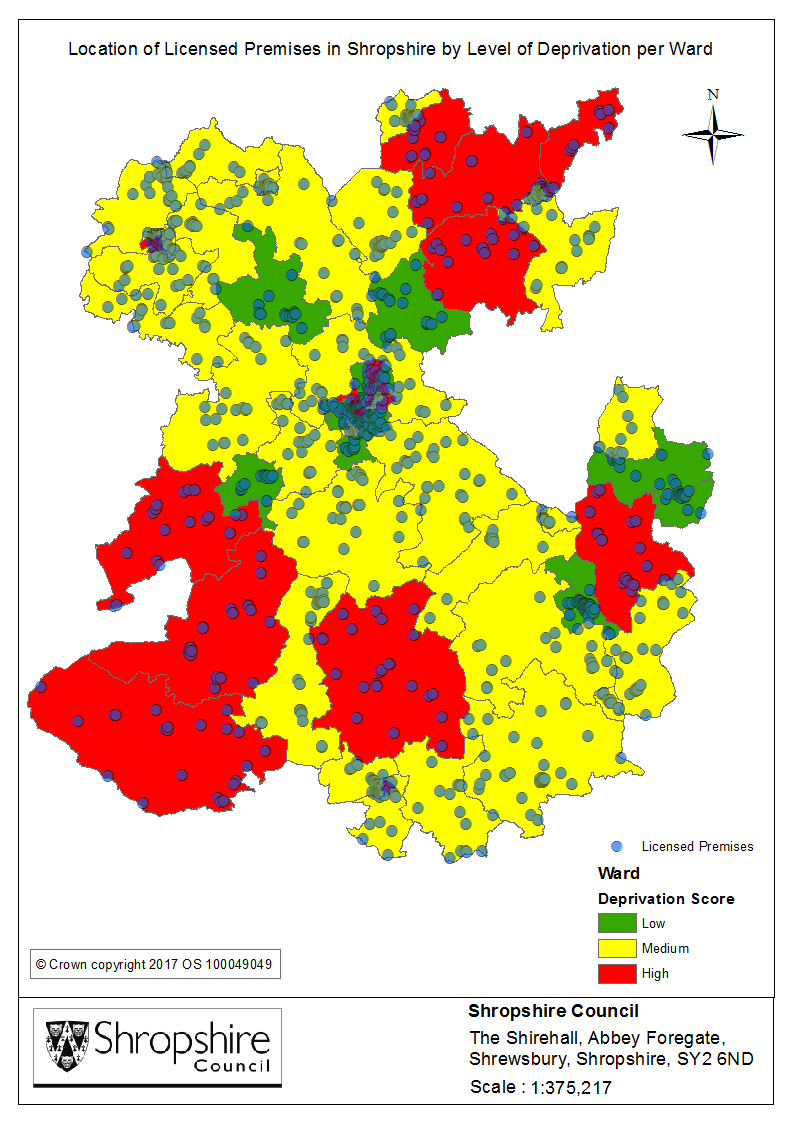 Location of Licensed Premises in Shropshire by Level of Deprivation per Ward
N
Licensed Premises
Ward
Deprivation Score
Low
Medium
High
© Crown copyright 2017 OS 100049049
Shropshire
Council
Shropshire Council
The Shirehall, Abbey Foregate,
Shrewsbury, Shropshire, SY2 6ND
Scale : 1:375,217